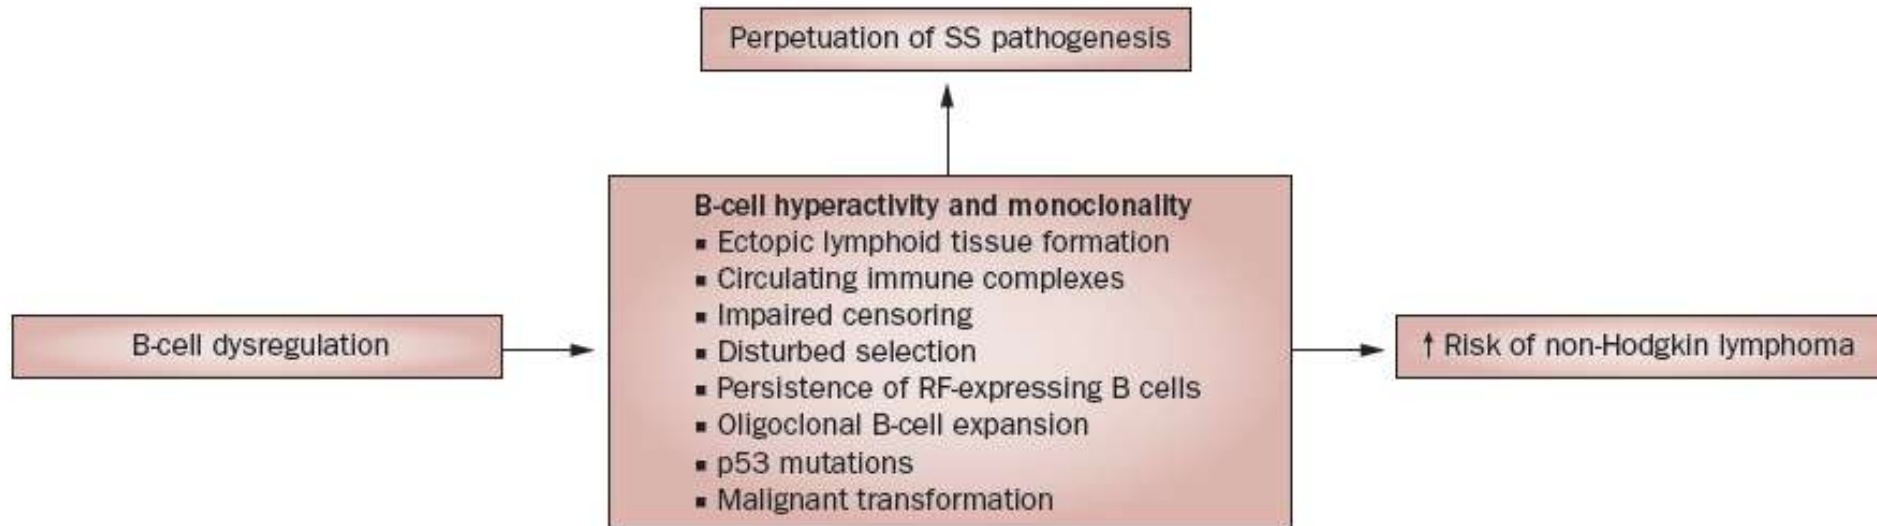 Perpetuation of SS pathogenesis
B-cell hyperactivity and monoclonality
▪ Ectopic lymphoid tissue formation
▪ Circulating immune complexes
▪ Impaired censoring
▪ Disturbed selection
▪ Persistence of RF-expressing B cells
▪ Oligoclonal B-cell expansion
▪ p53 mutations
▪ Malignant transformation
B-cell dysregulation
↑ Risk of non-Hodgkin lymphoma